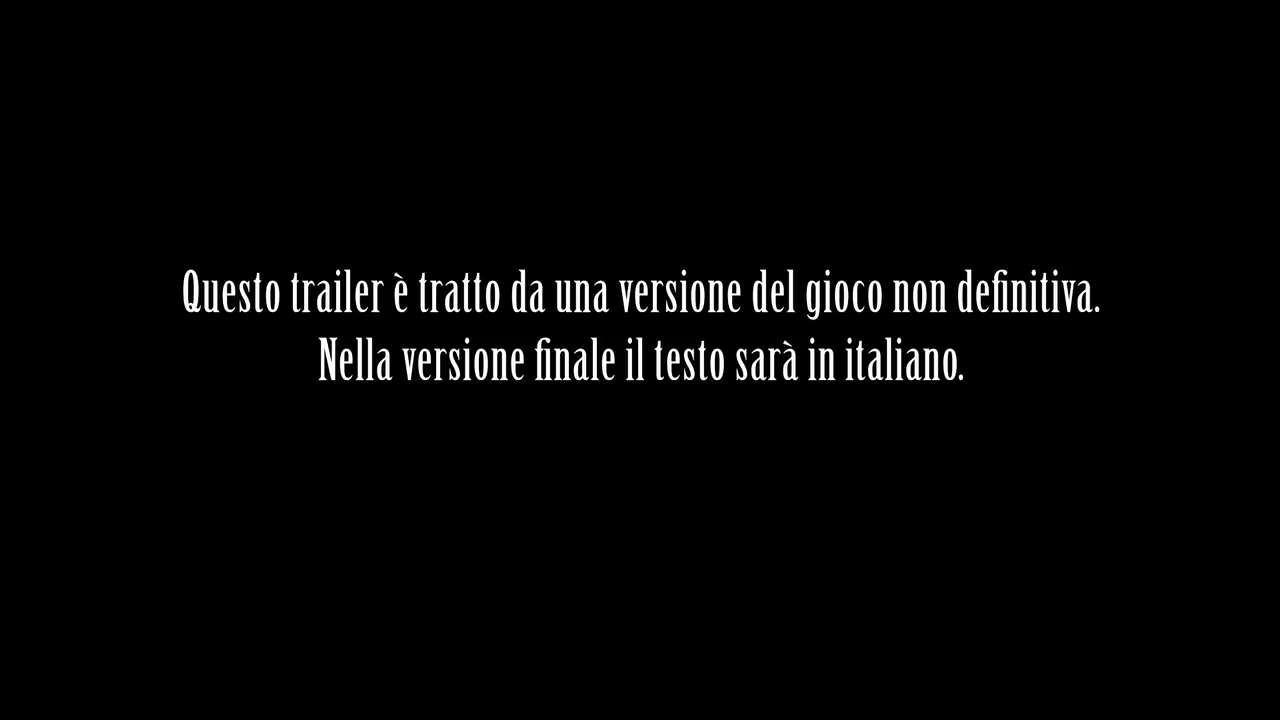 Questo trailer è tratto da una versione del gioco non definitiva.
Nella versione finale il testo sarà in italiano.